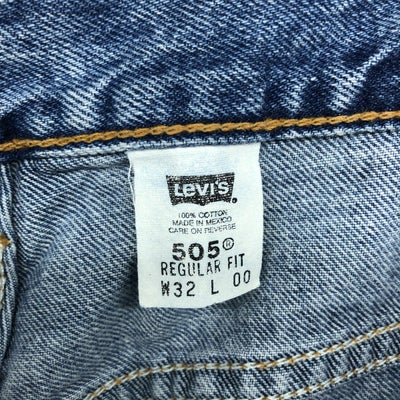 LEVI'S®
100% COTTON
MADE IN MEXICO
CARE ON REVERSE
505®
REGULAR FIT
W32 L 00